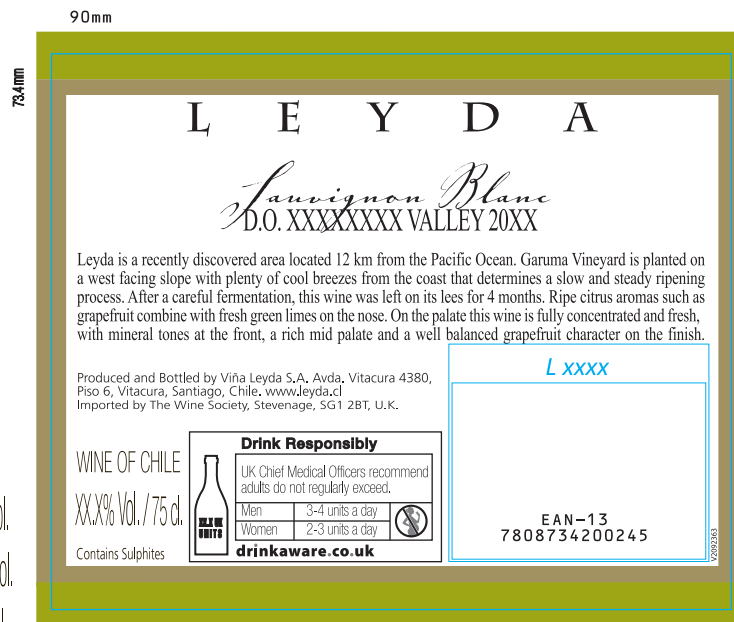 90mm
73.4mm
LEYDA
Sauvignon Blanc
D.O. XXXXXXXX VALLEY 20XX
Leyda is a recently discovered area located 12 km from the Pacific Ocean. Garuma Vineyard is planted on
a west facing slope with plenty of cool breezes from the coast that determines a slow and steady ripening
process. After a careful fermentation, this wine was left on its lees for 4 months. Ripe citrus aromas such as
grapefruit combine with fresh green limes on the nose. On the palate this wine is fully concentrated and fresh,
with mineral tones at the front, a rich mid palate and a well balanced grapefruit character on the finish.
Produced and Bottled by Viña Leyda S.A. Avda. Vitacura 4380,
Piso 6, Vitacura, Santiago, Chile. www.leyda.cl
Imported by The Wine Society, Stevenage, SG1 2BT, U.K.
L xxxx
WINE OF CHILE
XX.X% Vol. / 75 cl.
Contains Sulphites
UNITS
Drink Responsibly
UK Chief Medical Officers recommend
adults do not regularly exceed.
Men 3-4 units a day
Women 2-3 units a day
drinkaware.co.uk
EAN-13
7808734200245
V2092363